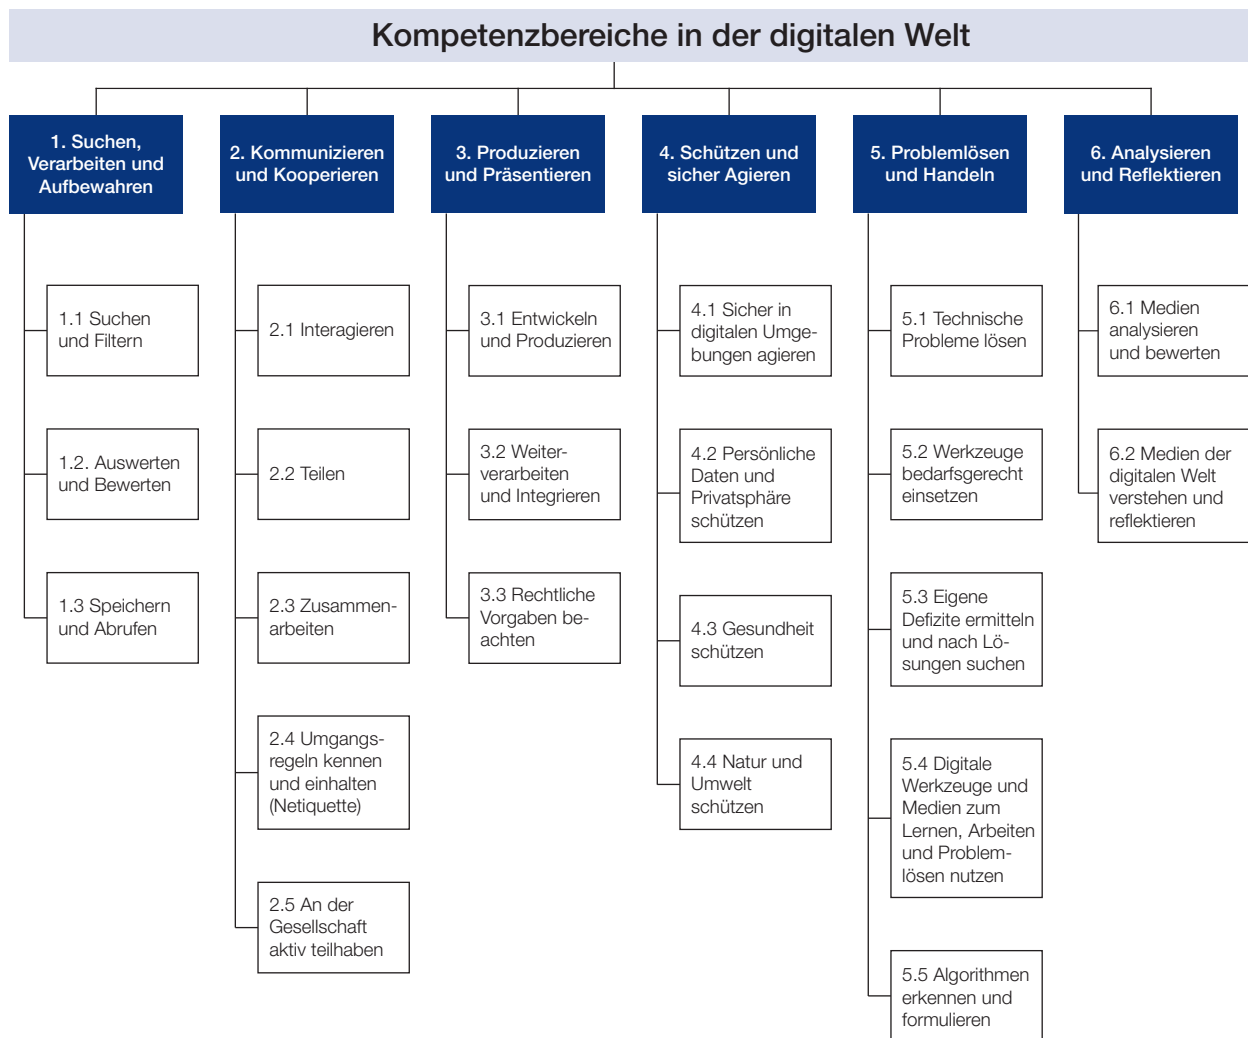 Kompetenzbereiche in der digitalen Welt
1. Suchen,
Verarbeiten und
Aufbewahren
1.1 Suchen
und Filtern
1.2. Auswerten
und Bewerten
1.3 Speichern
und Abrufen
2. Kommunizieren
und Kooperieren
2.1 Interagieren
2.2 Teilen
2.3 Zusammen-
arbeiten
2.4 Umgangs-
regeln kennen
und einhalten
(Netiquette)
2.5 An der
Gesellschaft
aktiv teilhaben
3. Produzieren
und Präsentieren
3.1 Entwickeln
und Produzieren
3.2 Weiter-
verarbeiten
und Integrieren
3.3 Rechtliche
Vorgaben be-
achten
4. Schützen und
sicher Agieren
4.1 Sicher in
digitalen Umge-
bungen agieren
4.2 Persönliche
Daten und
Privatsphäre
schützen
4.3 Gesundheit
schützen
4.4 Natur und
Umwelt
schützen
5. Problemlösen
und Handeln
5.1 Technische
Probleme lösen
5.2 Werkzeuge
bedarfsgerecht
einsetzen
5.3 Eigene
Defizite ermitteln
und nach Lö-
sungen suchen
5.4 Digitale
Werkzeuge und
Medien zum
Lernen, Arbeiten
und Problem-
lösen nutzen
5.5 Algorithmen
erkennen und
formulieren
6. Analysieren
und Reflektieren
6.1 Medien
analysieren
und bewerten
6.2 Medien der
digitalen Welt
verstehen und
reflektieren